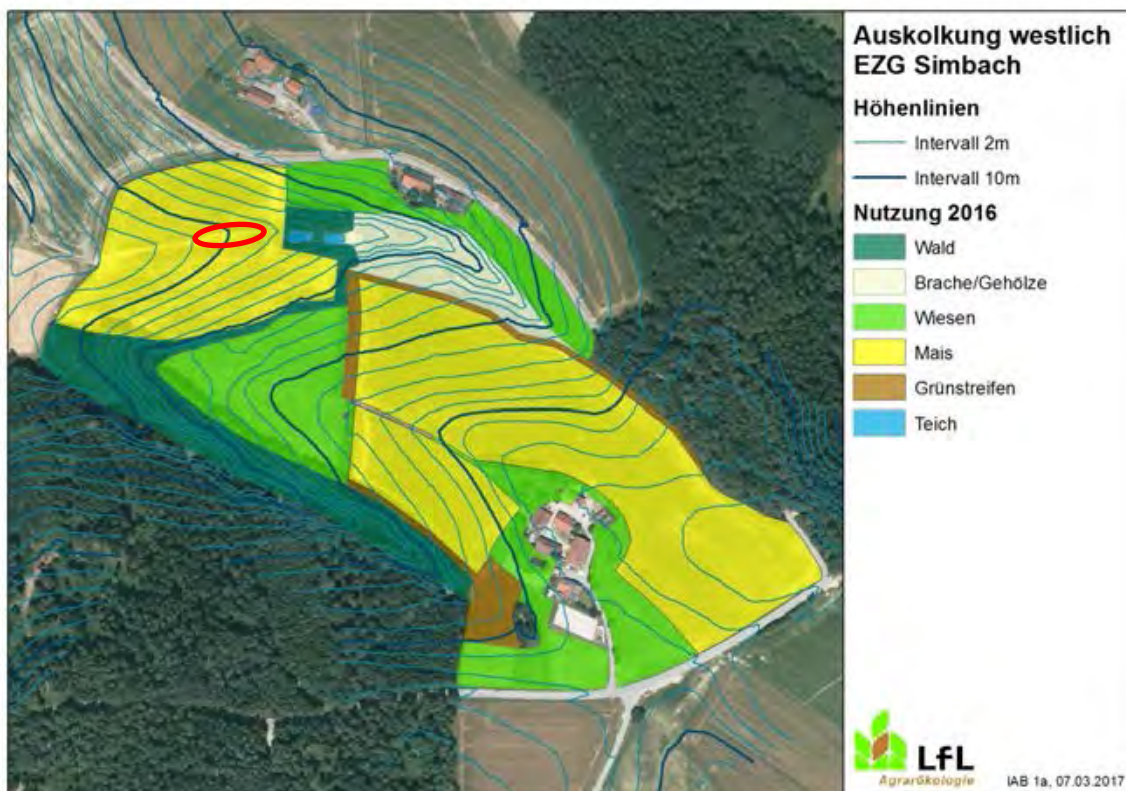 Auskolkung westlich
EZG Simbach
Höhenlinien
Intervall 2m
Intervall 10m
Nutzung 2016
Wald
Brache/Gehölze
Wiesen
Mais
Grünstreifen
Teich
LfL
Agrarökologie
IAB 1a, 07.03.2017